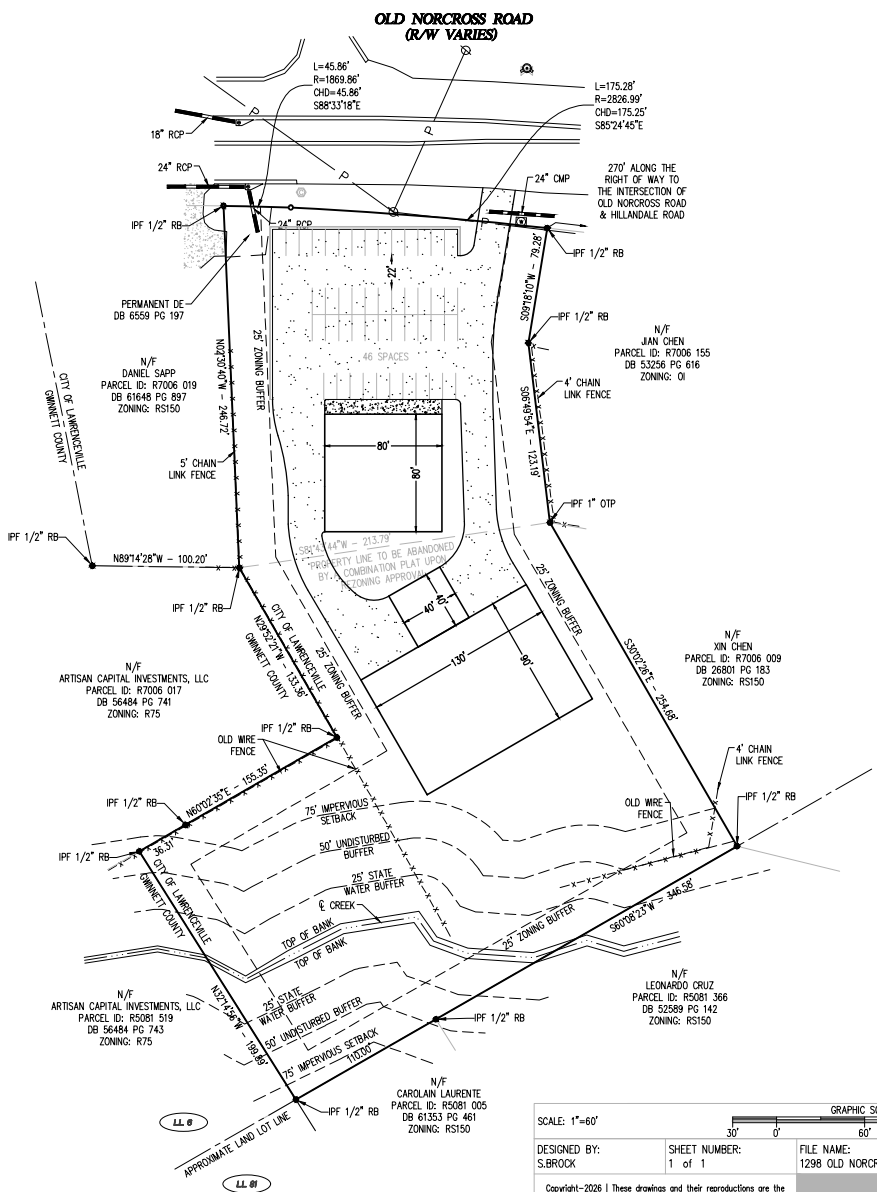 OLD NORCROSS ROAD
(R/W VARIES)
L=45.86'
R=1869.86'
CHD=45.86'
S88°33'18"E
L=175.28'
R=2826.99'
CHD=175.25'
S85°24'45"E
P
P
P
P
18" RCP
24" RCP
24" RCP
24" CMP
270' ALONG THE
RIGHT OF WAY TO
THE INTERSECTION OF
OLD NORCROSS ROAD
& HILLANDALE ROAD
IPF 1/2" RB
IPF 1/2" RB
PERMANENT DE
DB 6559 PG 197
22'
S09°18'10"W - 79.28'
IPF 1/2" RB
N/F
JIAN CHEN
PARCEL ID: R7006 155
DB 53256 PG 616
ZONING: OI
N/F
DANIEL SAPP
PARCEL ID: R7006 019
DB 61648 PG 897
ZONING: RS150
CITY OF LAWRENCEVILLE
GWINNETT COUNTY
N02°30'40"W - 246.72'
25' ZONING BUFFER
46 SPACES
4' CHAIN
LINK FENCE
S06°49'54"E - 123.19'
5' CHAIN
LINK FENCE
80'
80'
IPF 1" OTP
IPF 1/2" RB
N89°14'28"W - 100.20'
S81°43'44"W - 213.79'
PROPERTY LINE TO BE ABANDONED
BY A COMBINATION PLAT UPON
REZONING APPROVAL
IPF 1/2" RB
25' ZONING BUFFER
40'
40'
CITY OF LAWRENCEVILLE
N29°52'21"W - 133.36'
GWINNETT COUNTY
25' ZONING BUFFER
130'
90'
S30°02'26"E - 254.68'
N/F
XIN CHEN
PARCEL ID: R7006 009
DB 26801 PG 183
ZONING: RS150
N/F
ARTISAN CAPITAL INVESTMENTS, LLC
PARCEL ID: R7006 017
DB 56484 PG 741
ZONING: R75
IPF 1/2" RB
OLD WIRE
FENCE
N60°02'35"E - 155.35'
4' CHAIN
LINK FENCE
IPF 1/2" RB
OLD WIRE
FENCE
IPF 1/2" RB
75' IMPERVIOUS
SETBACK
36.31'
IPF 1/2" RB
50' UNDISTURBED
BUFFER
CITY OF LAWRENCEVILLE
GWINNETT COUNTY
25' STATE
WATER BUFFER
℄ CREEK
S60°08'23"W - 346.58'
25' ZONING BUFFER
TOP OF BANK
TOP OF BANK
N32°14'56"W - 199.89'
N/F
ARTISAN CAPITAL INVESTMENTS, LLC
PARCEL ID: R5081 519
DB 56484 PG 743
ZONING: R75
25' STATE
WATER BUFFER
N/F
LEONARDO CRUZ
PARCEL ID: R5081 366
DB 52589 PG 142
ZONING: RS150
50' UNDISTURBED BUFFER
IPF 1/2" RB
75' IMPERVIOUS SETBACK
110.00'
N/F
CAROLAIN LAURENTE
PARCEL ID: R5081 005
DB 61353 PG 461
ZONING: RS150
IPF 1/2" RB
LL 6
APPROXIMATE LAND LOT LINE
LL 81
SCALE: 1"=60'
GRAPHIC SC
30' 0' 60'
DESIGNED BY:
S.BROCK
SHEET NUMBER:
1 of 1
FILE NAME:
1298 OLD NORCR
Copyright-2026 | These drawings and their reproductions are the